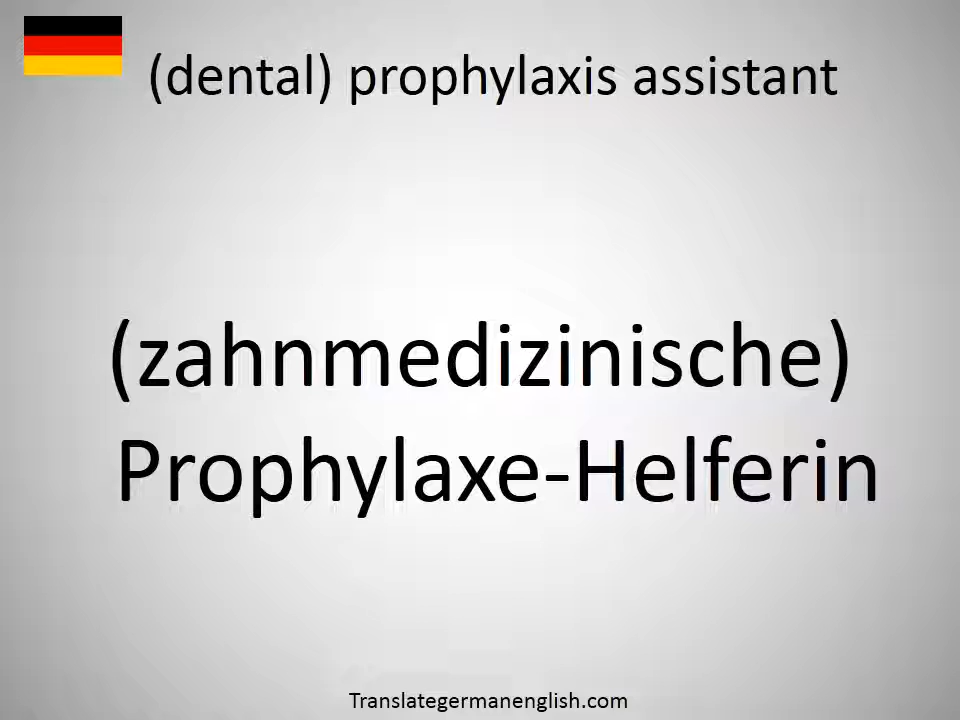 (dental) prophylaxis assistant
(zahnmedizinische)
Prophylaxe-Helferin
Translategermanenglish.com